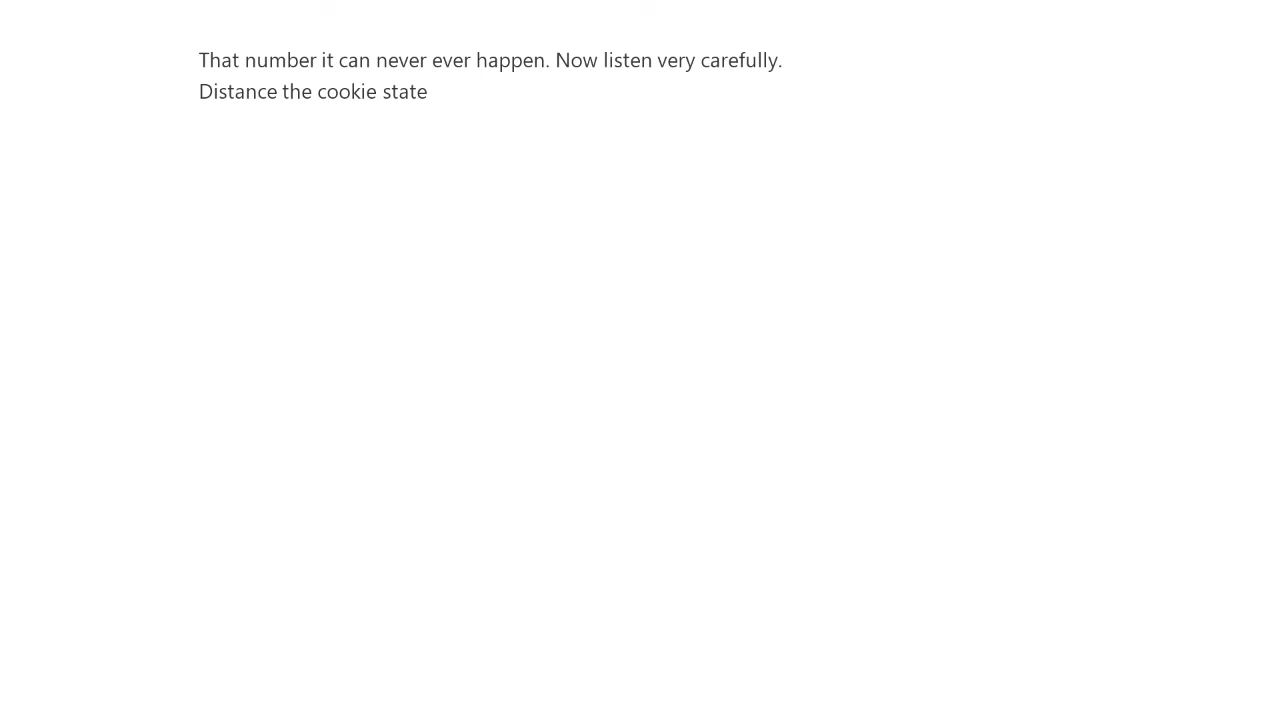 That number it can never ever happen. Now listen very carefully.
Distance the cookie state